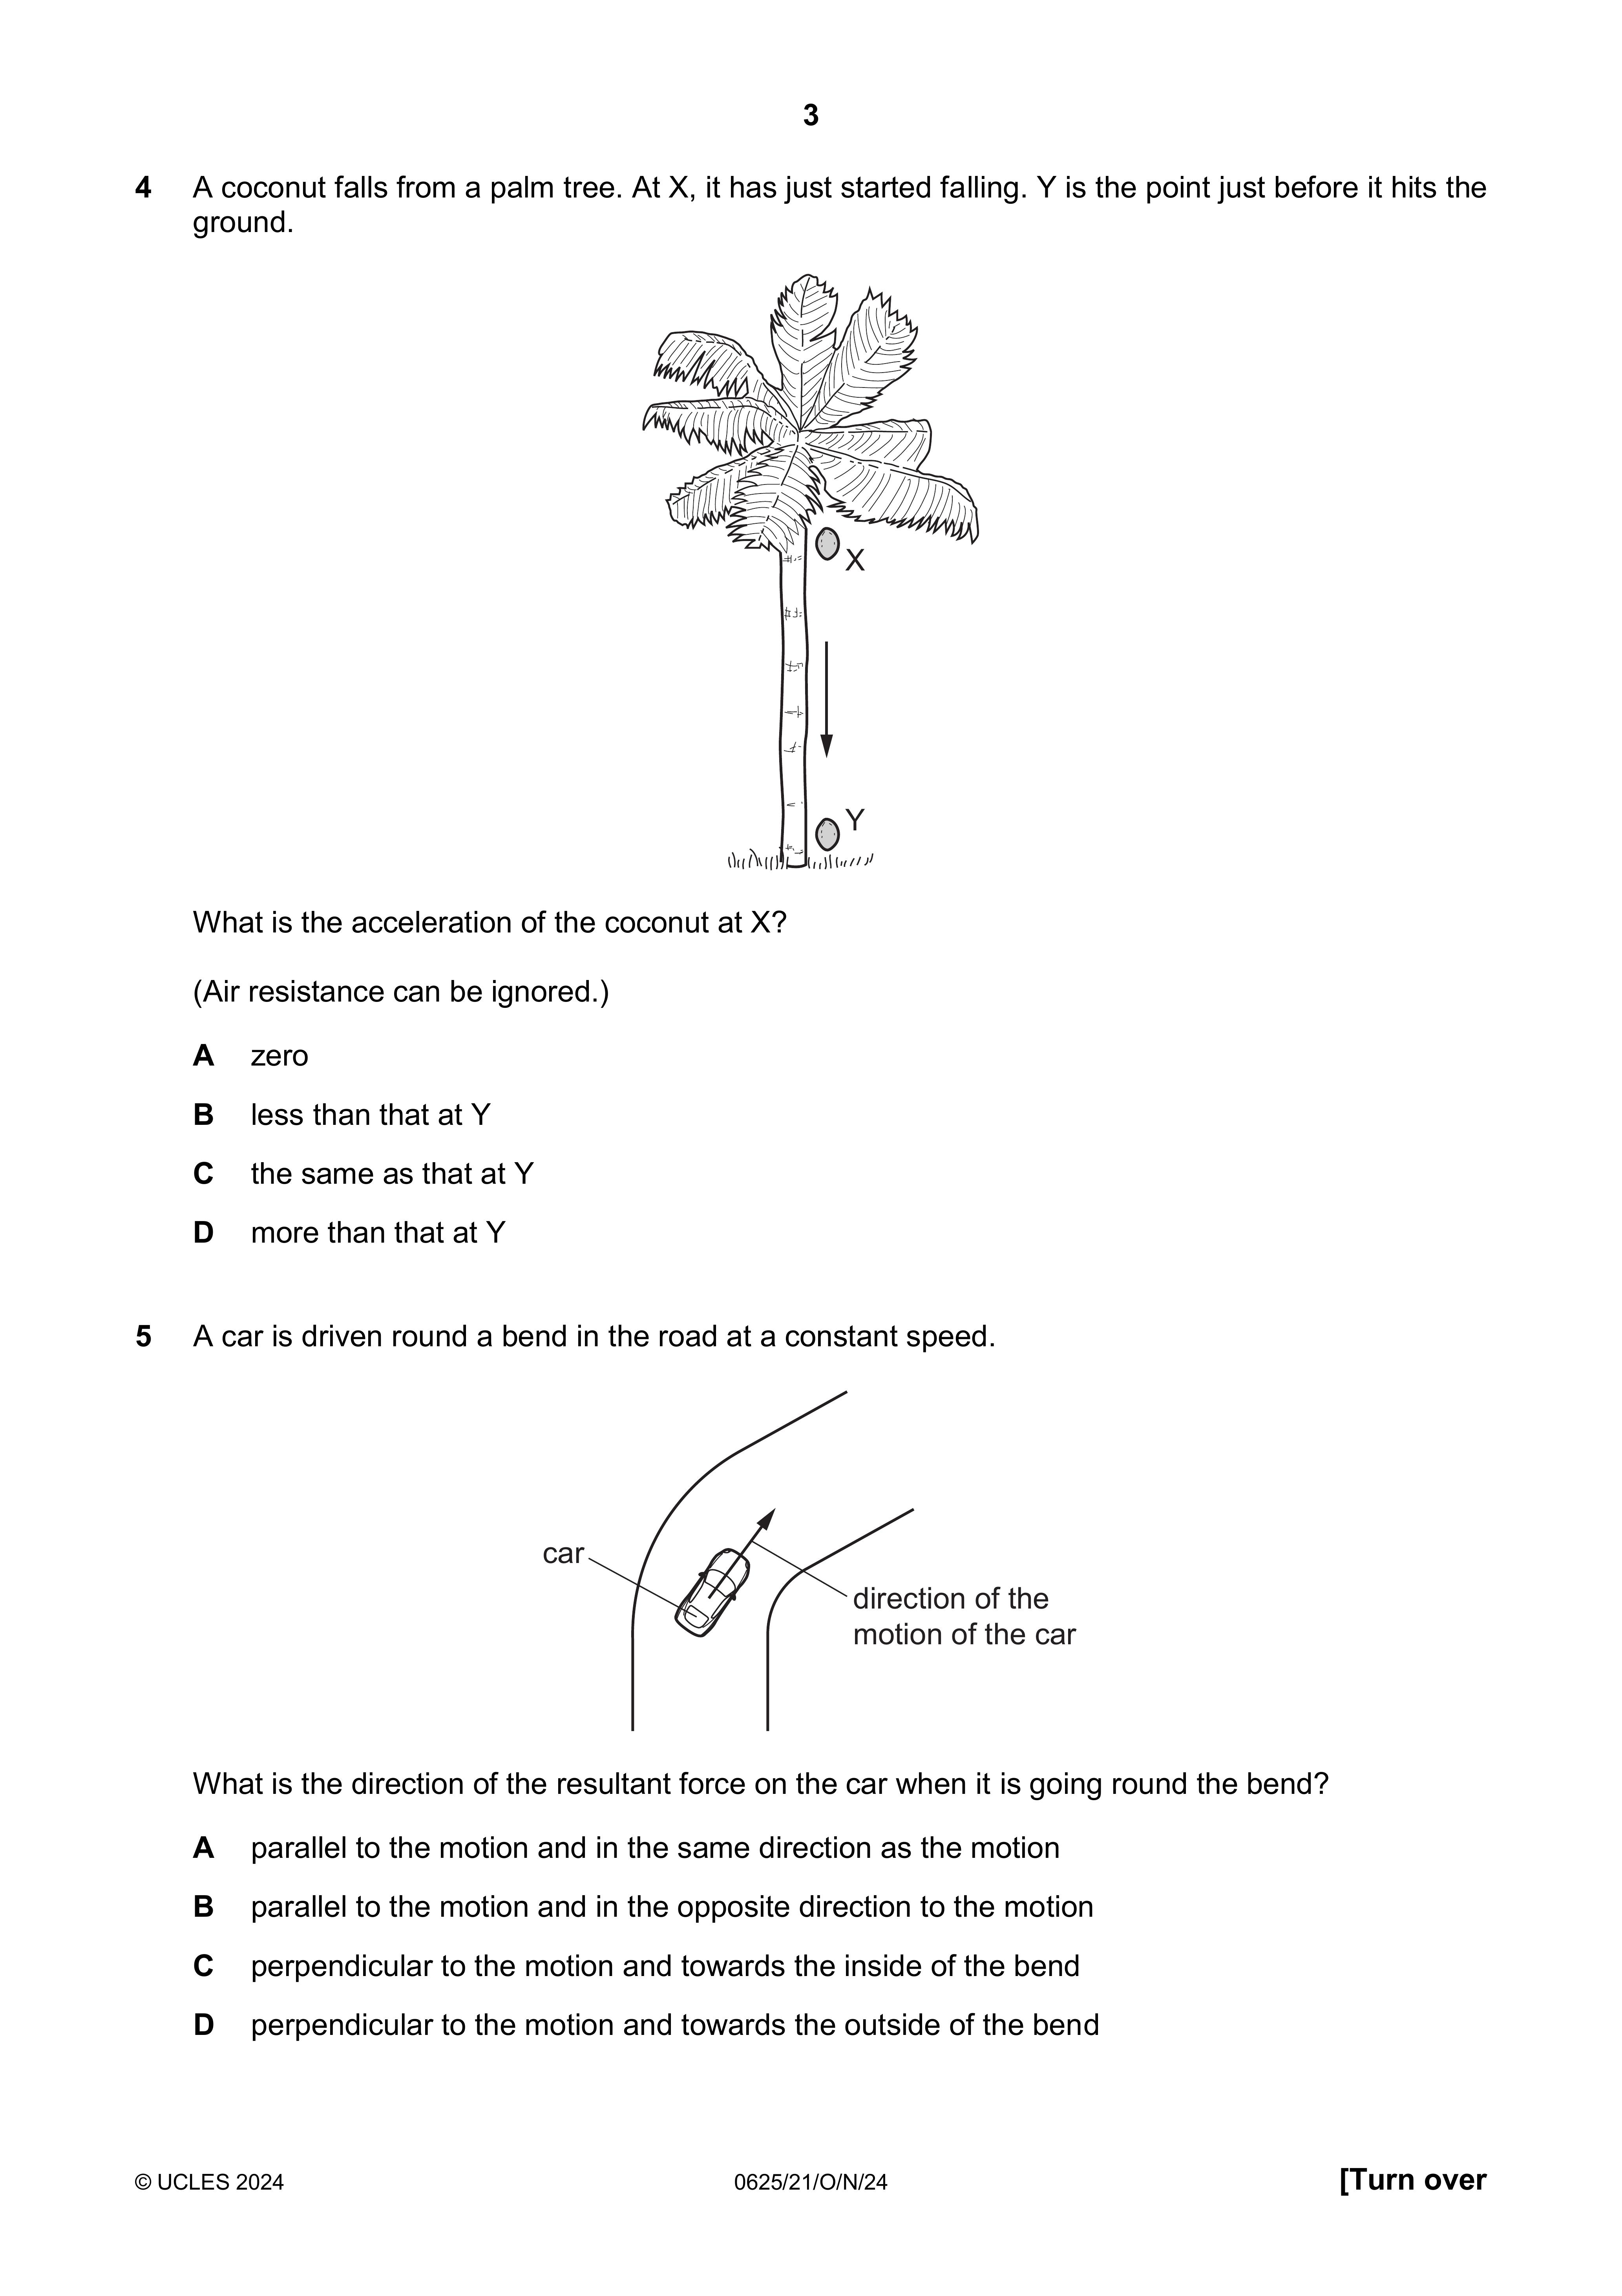 3
4 A coconut falls from a palm tree. At X, it has just started falling. Y is the point just before it hits the
ground.
X
Y
What is the acceleration of the coconut at X?
(Air resistance can be ignored.)
A zero
B less than that at Y
C the same as that at Y
D more than that at Y
5 A car is driven round a bend in the road at a constant speed.
car
direction of the
motion of the car
What is the direction of the resultant force on the car when it is going round the bend?
A parallel to the motion and in the same direction as the motion
B parallel to the motion and in the opposite direction to the motion
C perpendicular to the motion and towards the inside of the bend
D perpendicular to the motion and towards the outside of the bend
© UCLES 2024 0625/21/O/N/24 [Turn over